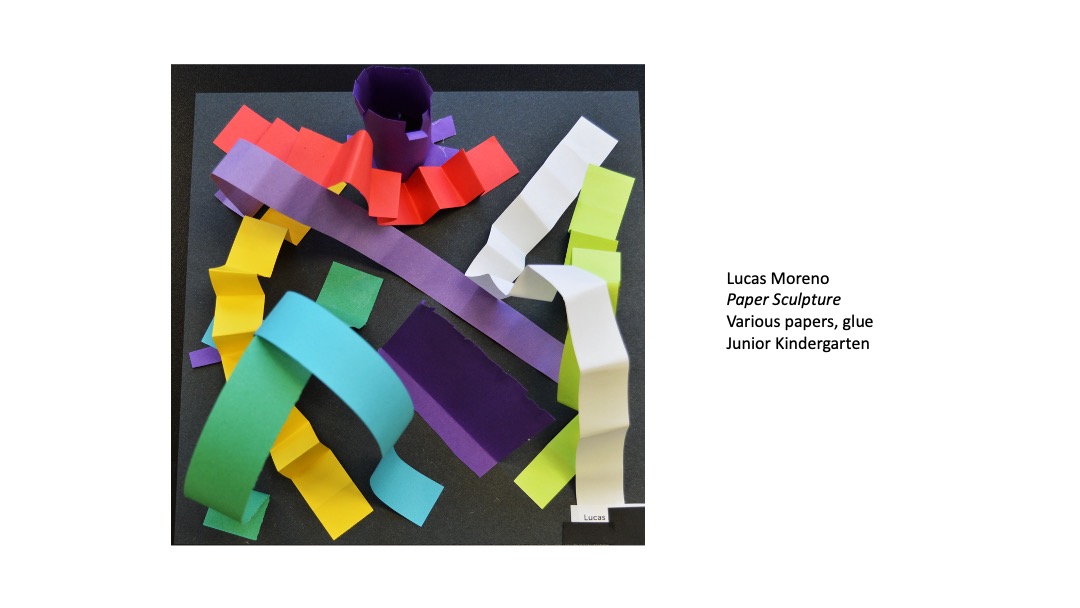 Lucas
Lucas Moreno
Paper Sculpture
Various papers, glue
Junior Kindergarten